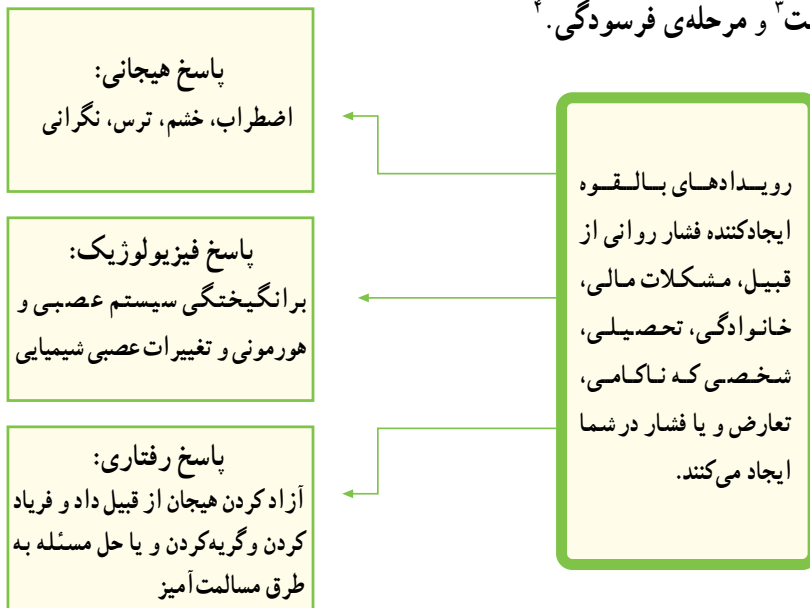 و مرحله‌ی فرسودگی.۴
رویدادهای بالقوه
ایجادکننده فشار روانی از
قبیل، مشکلات مالی،
خانوادگی، تحصیلی،
شخصی که ناکامی،
تعارض و یا فشار در شما
ایجاد می‌کنند.
پاسخ هیجانی:
اضطراب، خشم، ترس، نگرانی
پاسخ فیزیولوژیک:
برانگیختگی سیستم عصبی و
هورمونی و تغییرات عصبی شیمیایی
پاسخ رفتاری:
آزاد کردن هیجان از قبیل داد و فریاد
کردن وگریه‌کردن و یا حل مسئله به
طرق مسالمت‌آمیز